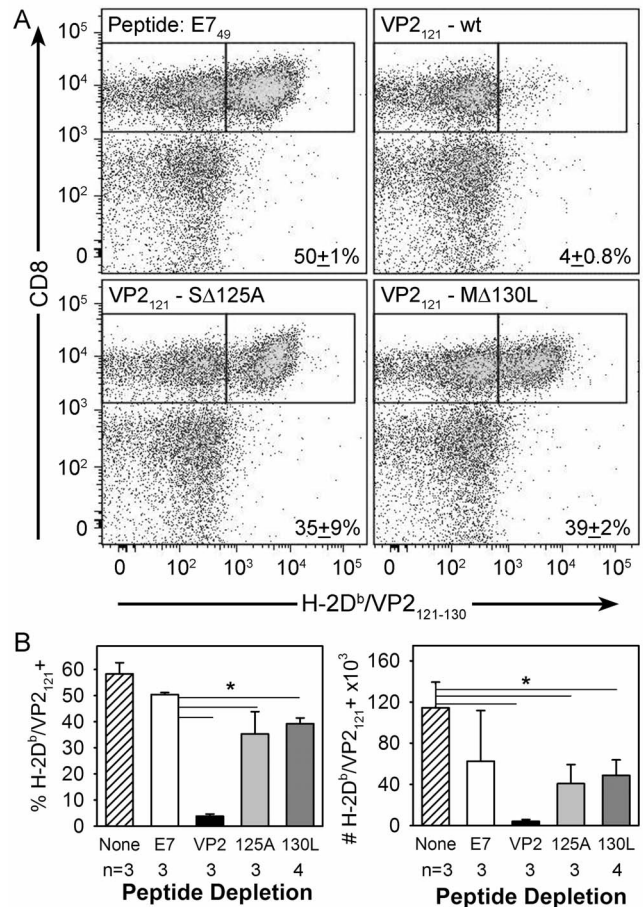 A
Peptide: E7₄₉
VP2₁₂₁ - wt
10⁵
10⁴
10³
10²
0
50±1%
4±0.8%
CD8
VP2₁₂₁ - SΔ125A
VP2₁₂₁ - MΔ130L
10⁵
10⁴
10³
10²
0
35±9%
39±2%
0 10² 10³ 10⁴ 10⁵ 0 10² 10³ 10⁴ 10⁵
H-2Dᵇ/VP2₁₂₁₋₁₃₀
B
% H-2Dᵇ/VP2₁₂₁+
60
50
40
30
20
10
0
*
None E7 VP2 125A 130L
n=3 3 3 3 4
Peptide Depletion
# H-2Dᵇ/VP2₁₂₁+ x10³
160
120
80
40
0
*
None E7 VP2 125A 130L
n=3 3 3 3 4
Peptide Depletion